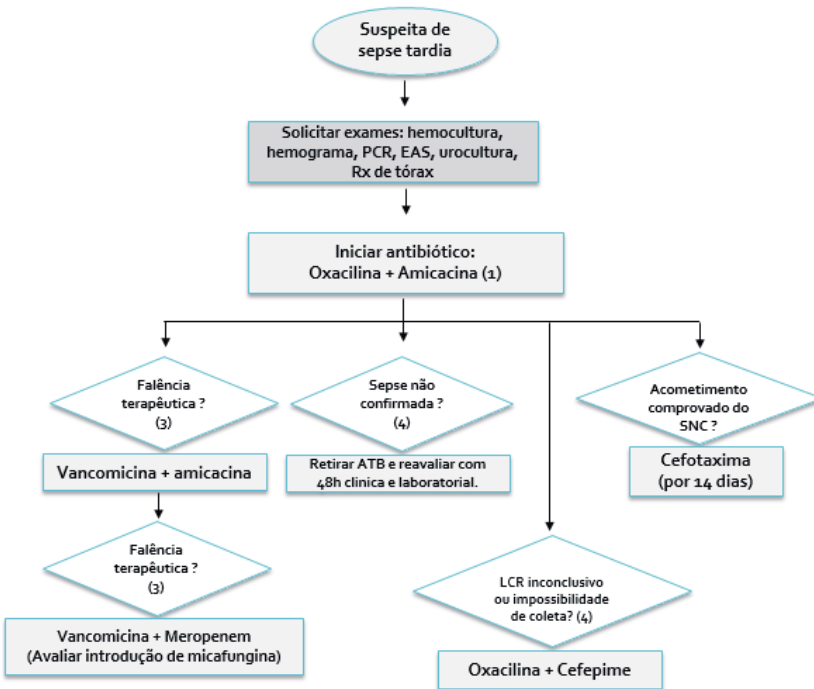 Suspeita de
sepse tardia
Solicitar exames: hemocultura,
hemograma, PCR, EAS, urocultura,
Rx de tórax
Iniciar antibiótico:
Oxacilina + Amicacina (1)
Falência
terapêutica ?
(3)
Vancomicina + amicacina
Falência
terapêutica ?
(3)
Vancomicina + Meropenem
(Avaliar introdução de micafungina)
Sepse não
confirmada ?
(4)
Retirar ATB e reavaliar com
48h clinica e laboratorial.
LCR inconclusivo
ou impossibilidade
de coleta? (4)
Oxacilina + Cefepime
Acometimento
comprovado do
SNC ?
Cefotaxima
(por 14 dias)